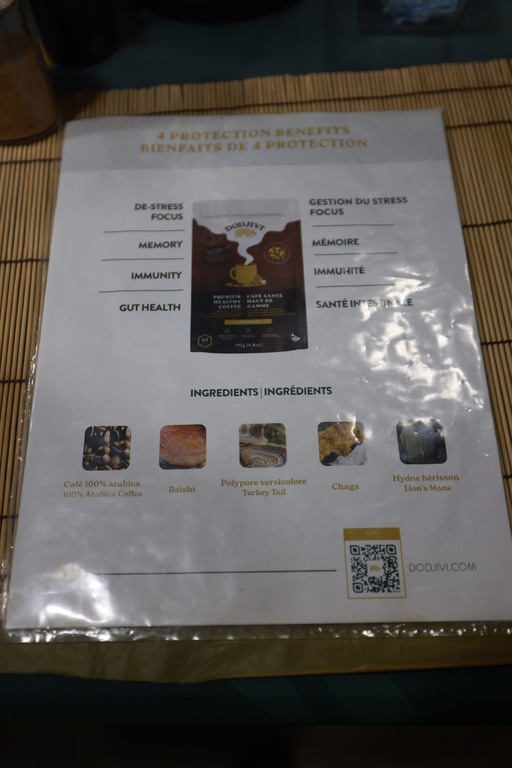 4 PROTECTION BENEFITS
BIENFAITS DE 4 PROTECTION
DE-STRESS
FOCUS
MEMORY
IMMUNITY
GUT HEALTH
DODJIVI
PREMIUM
HEALTHY
COFFEE
CAFÉ SANTÉ
HAUT DE
GAMME
GESTION DU STRESS
FOCUS
MÉMOIRE
IMMUNITÉ
SANTÉ INTESTINALE
INGREDIENTS | INGRÉDIENTS
Café 100% arabica
100% Arabica Coffee
Reishi
Polypore versicolore
Turkey Tail
Chaga
Hydne hérisson
Lion's Mane
DODJIVI.COM